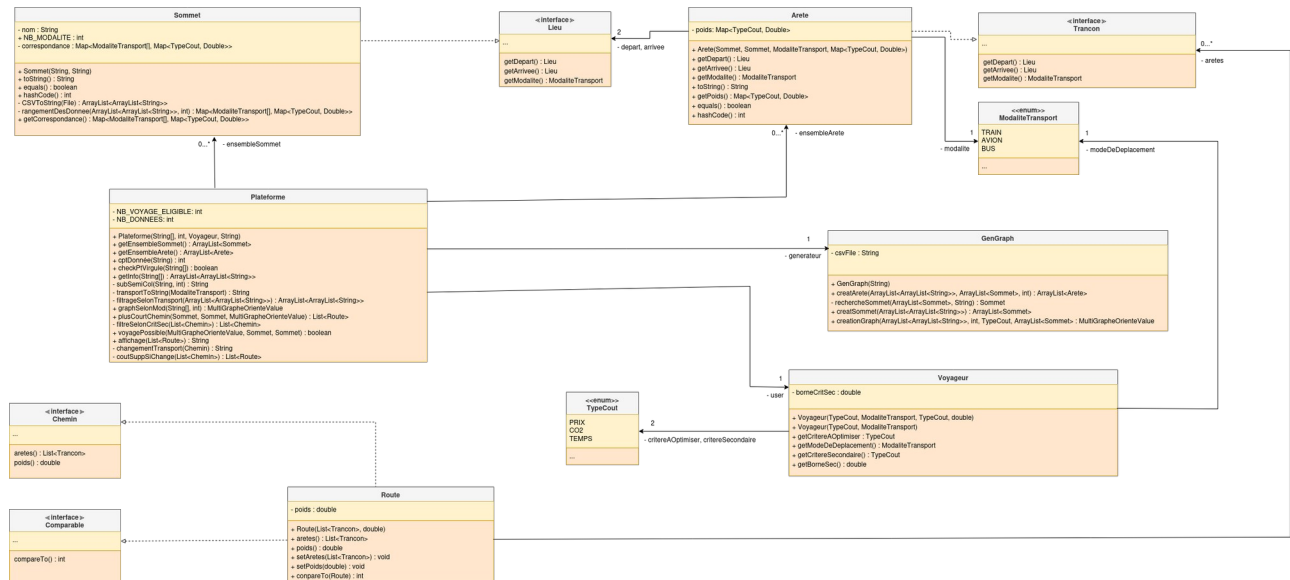 Sommet
- nom : String
+ NB_MODALITE : int
- correspondance : Map<ModaliteTransport[], Map<TypeCout, Double>>
+ Sommet(String, String)
+ toString() : String
+ equals() : boolean
+ hashCode() : int
- CSVToString(File) : ArrayList<ArrayList<String>>
- rangementDesDonnee(ArrayList<ArrayList<String>>, int) : Map<ModaliteTransport[], Map<TypeCout, Double>>
+ getCorrespondance() : Map<ModaliteTransport[], Map<TypeCout, Double>>
<interface>
Lieu
...
getDepart() : Lieu
getArrivee() : Lieu
getModalite() : ModaliteTransport
2
- depart, arrivee
Arete
- poids: Map<TypeCout, Double>
+ Arete(Sommet, Sommet, ModaliteTransport, Map<TypeCout, Double>)
+ getDepart() : Lieu
+ getArrivee() : Lieu
+ getModalite() : ModaliteTransport
+ toString() : String
+ getPoids() : Map<TypeCout, Double>
+ equals() : boolean
+ hashCode() : int
<interface>
Trancon
...
getDepart() : Lieu
getArrivee() : Lieu
getModalite() : ModaliteTransport
0...*
- aretes
<<enum>>
ModaliteTransport
TRAIN
AVION
BUS
...
1
- modalite
1
- modeDeDeplacement
0...*
- ensembleSommet
0...*
- ensembleArete
Plateforme
- NB_VOYAGE_ELIGIBLE: int
- NB_DONNEES: int
+ Plateforme(String[], int, Voyageur, String)
+ getEnsembleSommet() : ArrayList<Sommet>
+ getEnsembleArete() : ArrayList<Arete>
+ cptDonnée(String) : int
+ checkPtVirgule(String[]) : boolean
+ getInfo(String[]) : ArrayList<ArrayList<String>>
- subSemiCol(String, int) : String
- transportToString(ModaliteTransport) : String
- filtrageSelonTransport(ArrayList<ArrayList<String>>) : ArrayList<ArrayList<String>>
+ graphSelonMod(String[], int) : MultiGrapheOrienteValue
+ plusCourtChemin(Sommet, Sommet, MultiGrapheOrienteValue) : List<Route>
- filtreSelonCritSec(List<Chemin>) : List<Chemin>
+ voyagePossible(MultiGrapheOrienteValue, Sommet, Sommet) : boolean
+ affichage(List<Route>) : String
- changementTransport(Chemin) : String
- coutSuppSiChange(List<Chemin>) : List<Route>
1
- generateur
GenGraph
- csvFile : String
+ GenGraph(String)
+ creatArete(ArrayList<ArrayList<String>>, ArrayList<Sommet>, int) : ArrayList<Arete>
- rechercheSommet(ArrayList<Sommet>, String) : Sommet
+ creatSommet(ArrayList<ArrayList<String>>) : ArrayList<Sommet>
+ creationGraph(ArrayList<ArrayList<String>>, int, TypeCout, ArrayList<Sommet> : MultiGrapheOrienteValue
1
- user
Voyageur
- borneCritSec : double
+ Voyageur(TypeCout, ModaliteTransport, TypeCout, double)
+ Voyageur(TypeCout, ModaliteTransport)
+ getCritereAOptimiser : TypeCout
+ getModeDeDeplacement() : ModaliteTransport
+ getCritereSecondaire() : TypeCout
+ getBorneSec() : double
<<enum>>
TypeCout
PRIX
CO2
TEMPS
...
2
- critereAOptimiser, critereSecondaire
<interface>
Chemin
...
aretes() : List<Trancon>
poids() : double
<interface>
Comparable
...
compareTo() : int
Route
- poids : double
+ Route(List<Trancon>, double)
+ aretes() : List<Trancon>
+ poids() : double
+ setAretes(List<Trancon>) : void
+ setPoids(double) : void
+ conpareTo(Route) : int